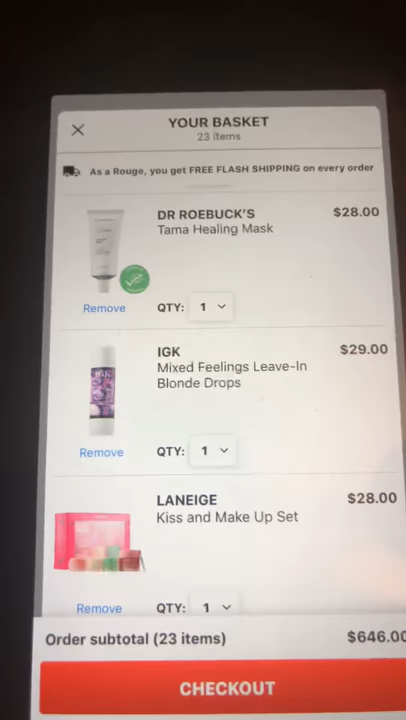 YOUR BASKET
23 items
As a Rouge, you get FREE FLASH SHIPPING on every order
DR ROEBUCK'S $28.00
Tama Healing Mask
Remove QTY: 1
IGK $29.00
Mixed Feelings Leave-In
Blonde Drops
Remove QTY: 1
LANEIGE $28.00
Kiss and Make Up Set
Remove QTY: 1
Order subtotal (23 items) $646.00
CHECKOUT